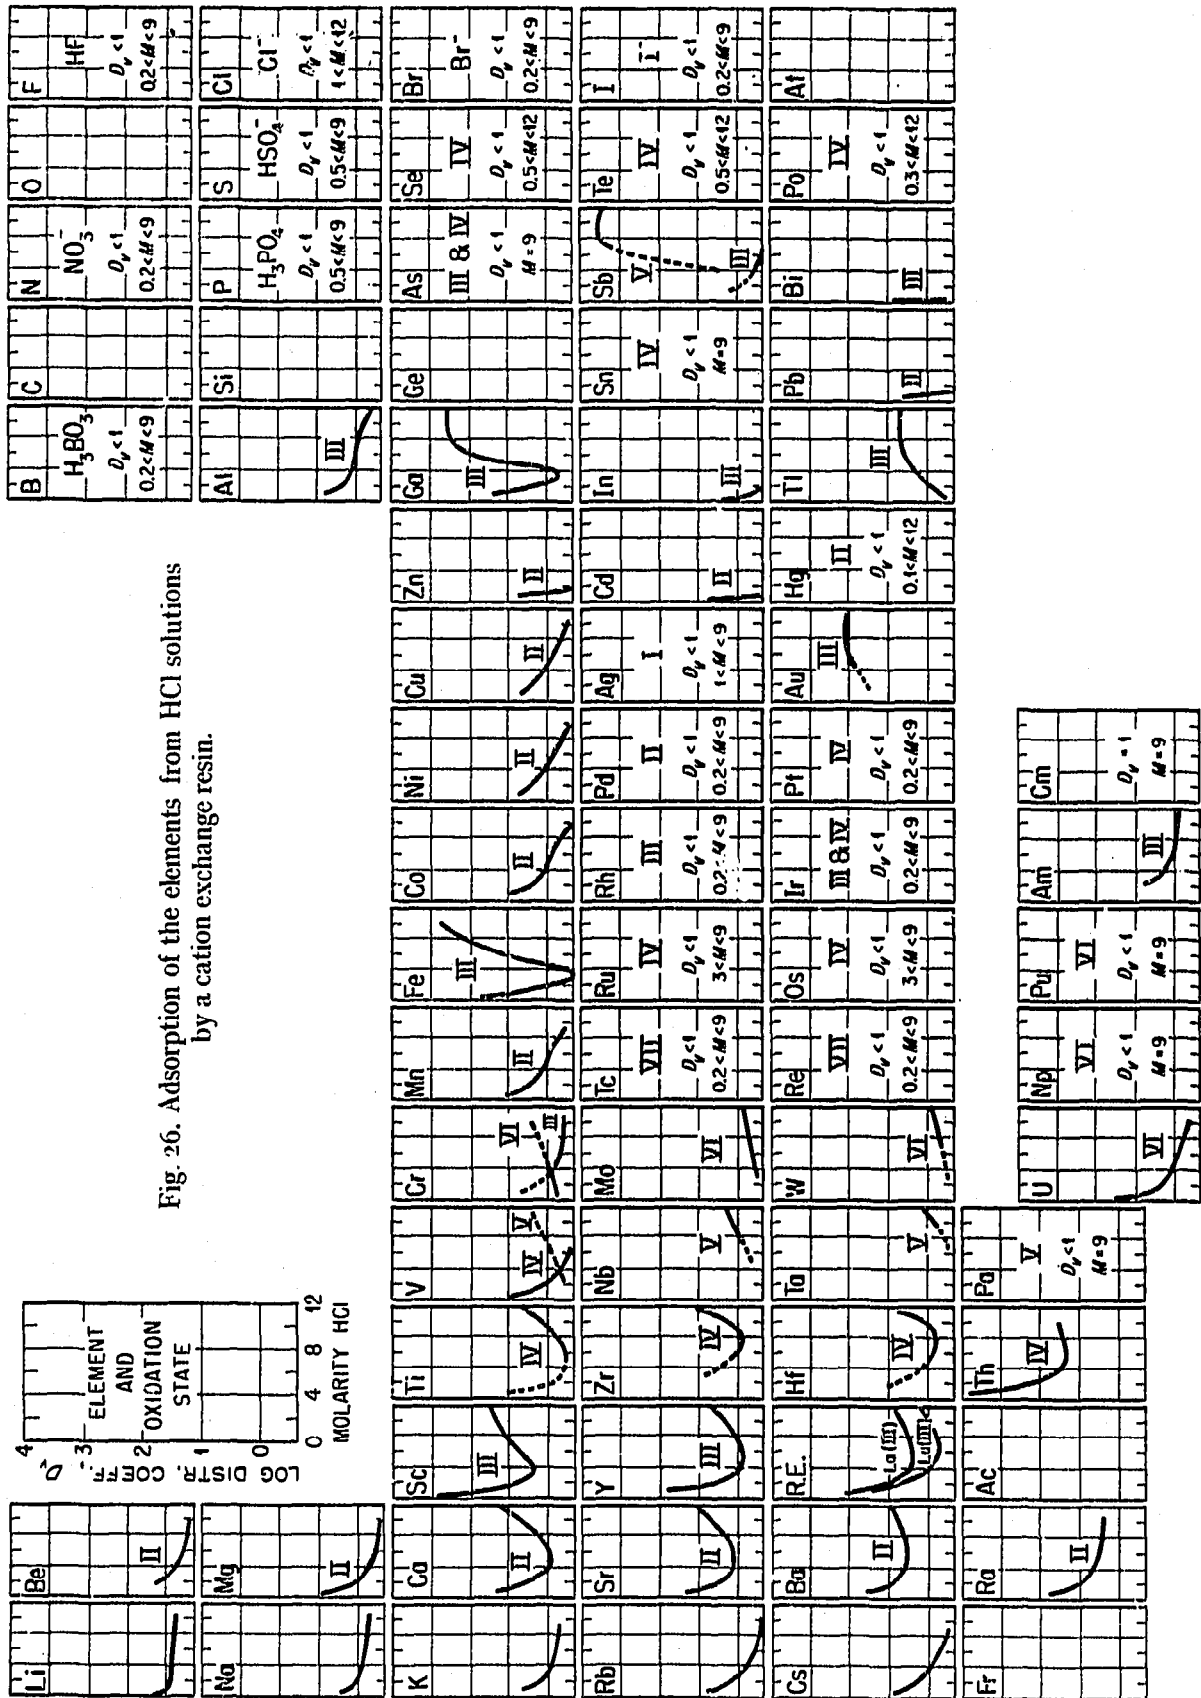 Fig. 26. Adsorption of the elements from HCl solutions
by a cation exchange resin.
ELEMENT
AND
OXIDATION
STATE
LOG DISTR. COEFF. Dv
4
3
2
1
0
0 4 8 12
MOLARITY HCl
Li
Be
II
B
H3BO3
Dv<1
0.2<M<9
C
N
NO3-
Dv<1
0.2<M<9
O
F
HF
Dv<1
0.2<M<9
Na
Mg
II
Al
III
Si
P
H3PO4
Dv<1
0.5<M<9
S
HSO4-
Dv<1
0.5<M<9
Cl
Cl-
Dv<1
1<M<12
K
Ca
II
Sc
III
Ti
IV
V
IV
V
Cr
VI
III
Mn
II
Fe
III
Co
II
Ni
II
Cu
II
Zn
II
Ga
III
Ge
As
III & IV
Dv<1
M=9
Se
IV
Dv<1
0.5<M<12
Br
Br-
Dv<1
0.2<M<9
Rb
Sr
II
Y
III
Zr
IV
Nb
V
Mo
VI
Tc
VII
Dv<1
0.2<M<9
Ru
IV
Dv<1
3<M<9
Rh
III
Dv<1
0.2<M<9
Pd
II
Dv<1
0.2<M<9
Ag
I
Dv<1
1<M<9
Cd
II
In
III
Sn
IV
Dv<1
M=9
Sb
V
III
Te
IV
Dv<1
0.5<M<12
I
I-
Dv<1
0.2<M<9
Cs
Ba
II
R.E.
La(III)
Lu(III)
Hf
IV
Ta
V
W
VI
Re
VII
Dv<1
0.2<M<9
Os
IV
Dv<1
3<M<9
Ir
III & IV
Dv<1
0.2<M<9
Pt
IV
Dv<1
0.2<M<9
Au
III
Hg
II
Dv<1
0.1<M<12
Tl
III
Pb
II
Bi
III
Po
IV
Dv<1
0.3<M<12
At
Fr
Ra
II
Ac
Th
IV
Pa
V
Dv<1
M=9
U
VI
Np
VI
Dv<1
M=9
Pu
VI
Dv<1
M=9
Am
III
Cm
Dv=1
M=9